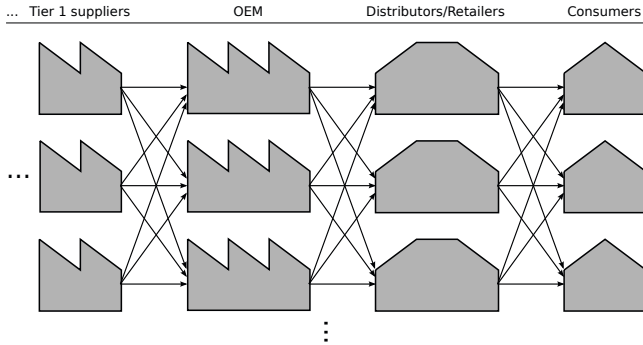 ... Tier 1 suppliers OEM Distributors/Retailers Consumers
...
⋮